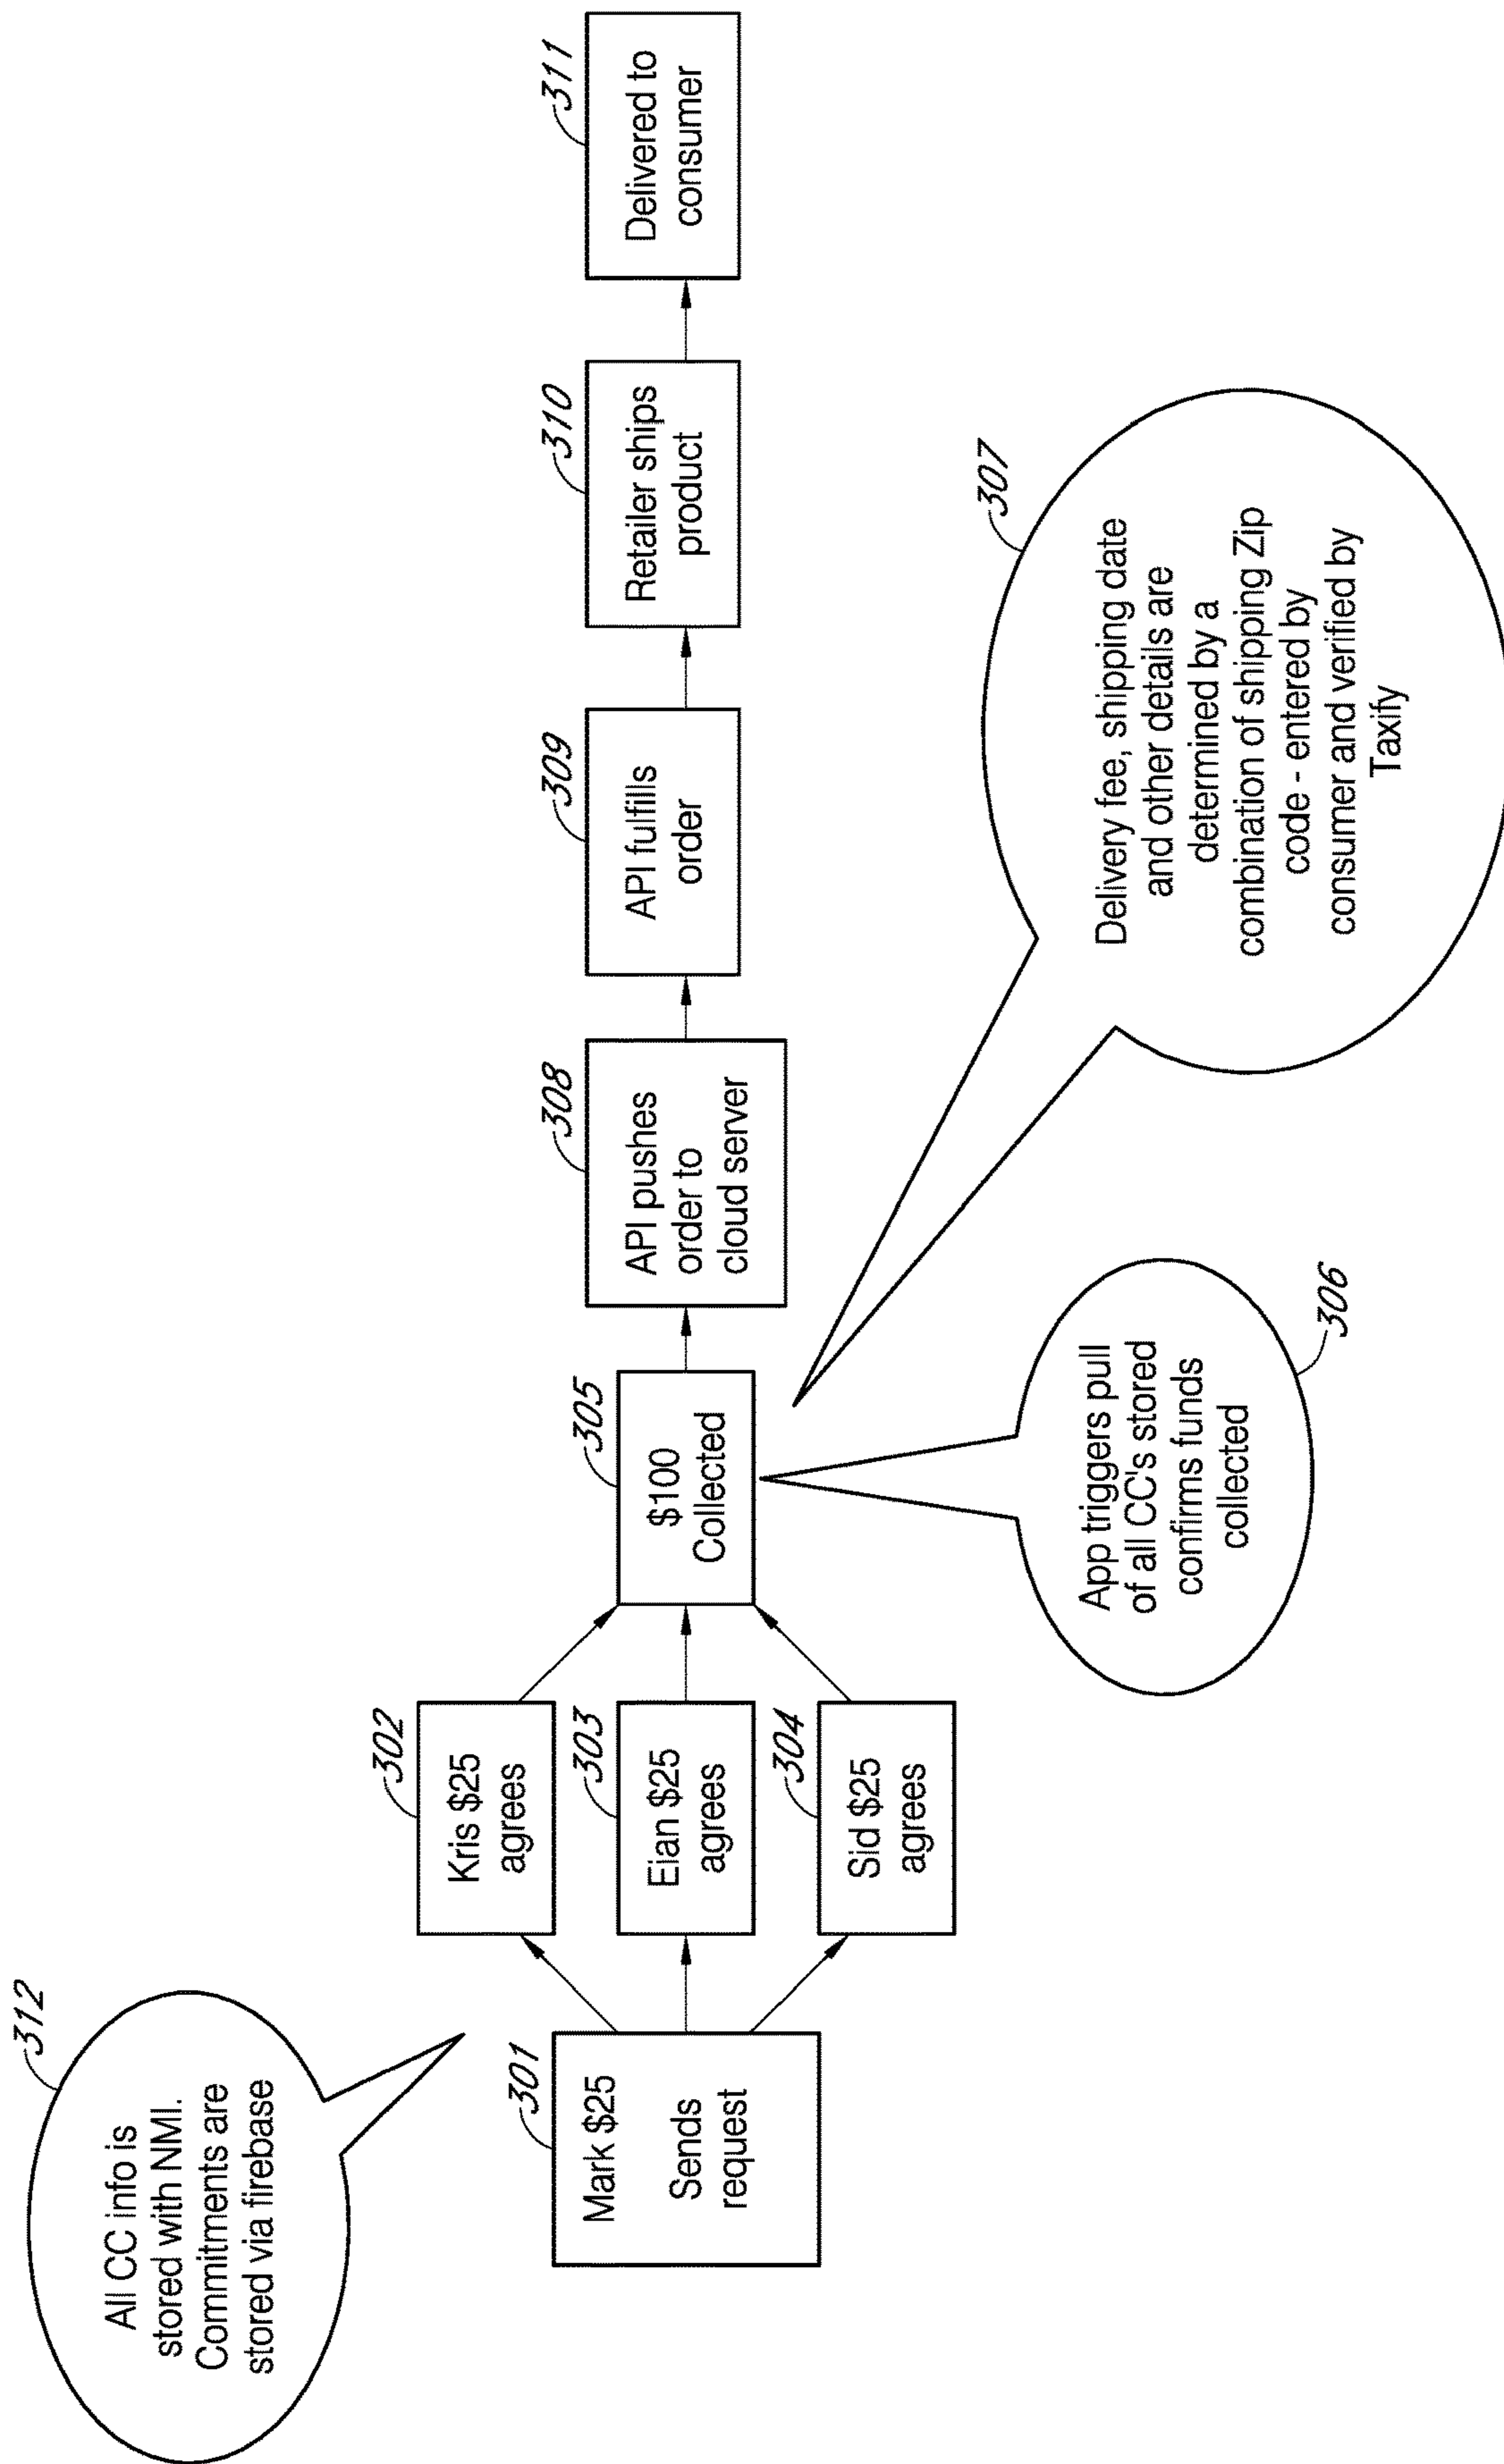 312
All CC info is
stored with NMI.
Commitments are
stored via firebase
301
Mark $25
Sends
request
302
Kris $25
agrees
303
Eian $25
agrees
304
Sid $25
agrees
305
$100
Collected
306
App triggers pull
of all CC's stored
confirms funds
collected
307
Delivery fee, shipping date
and other details are
determined by a
combination of shipping Zip
code - entered by
consumer and verified by
Taxify
308
API pushes
order to
cloud server
309
API fulfills
order
310
Retailer ships
product
311
Delivered to
consumer